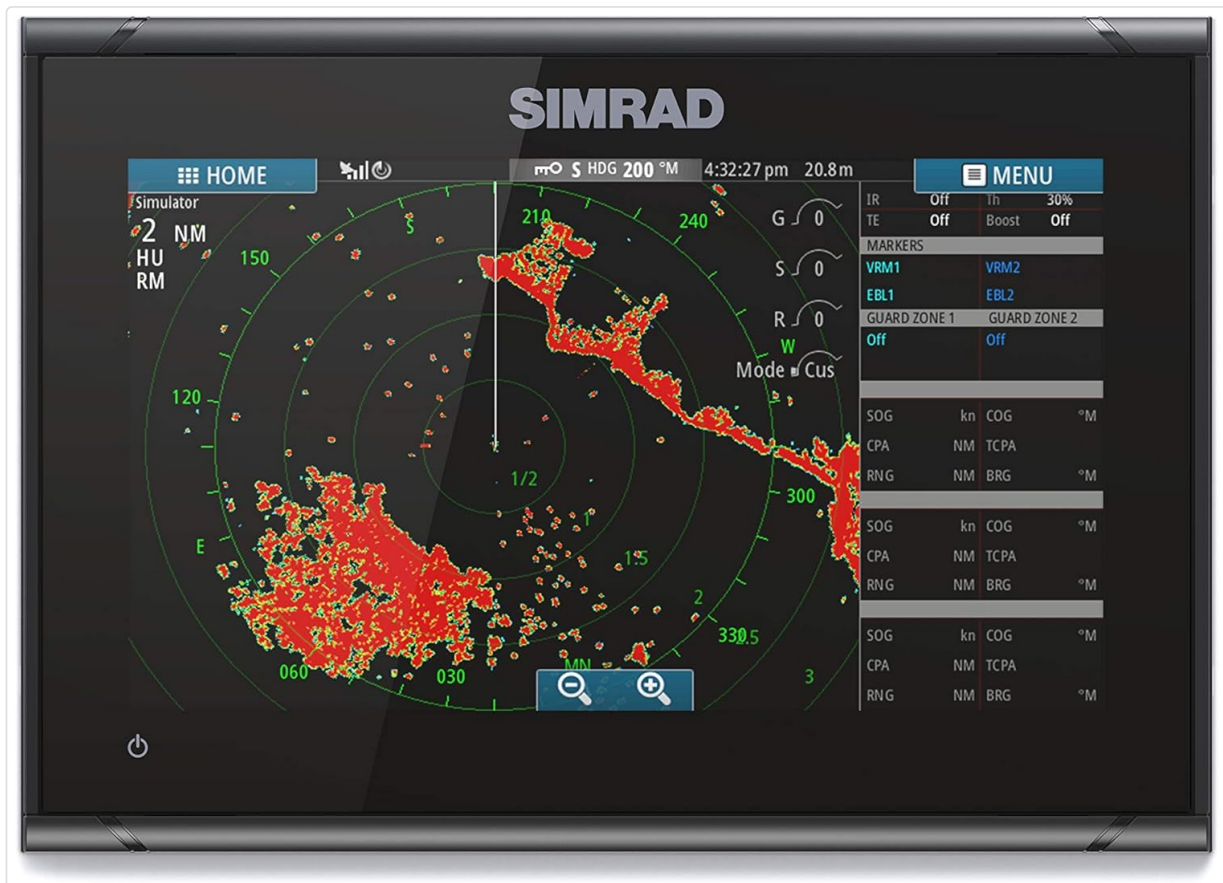 SIMRAD
HOME
S HDG 200 °M
4:32:27 pm 20.8 m
MENU
Simulator
2 NM
HU
RM
S
210
240
150
120
E
060
030
MN
330
300
W
1/2
1
1.5
2
2.5
3
G 0
S 0
R 0
Mode Cus
IR Off Th 30%
TE Off Boost Off
MARKERS
VRM1 VRM2
EBL1 EBL2
GUARD ZONE 1 GUARD ZONE 2
Off Off
SOG kn COG °M
CPA NM TCPA
RNG NM BRG °M
SOG kn COG °M
CPA NM TCPA
RNG NM BRG °M
SOG kn COG °M
CPA NM TCPA
RNG NM BRG °M